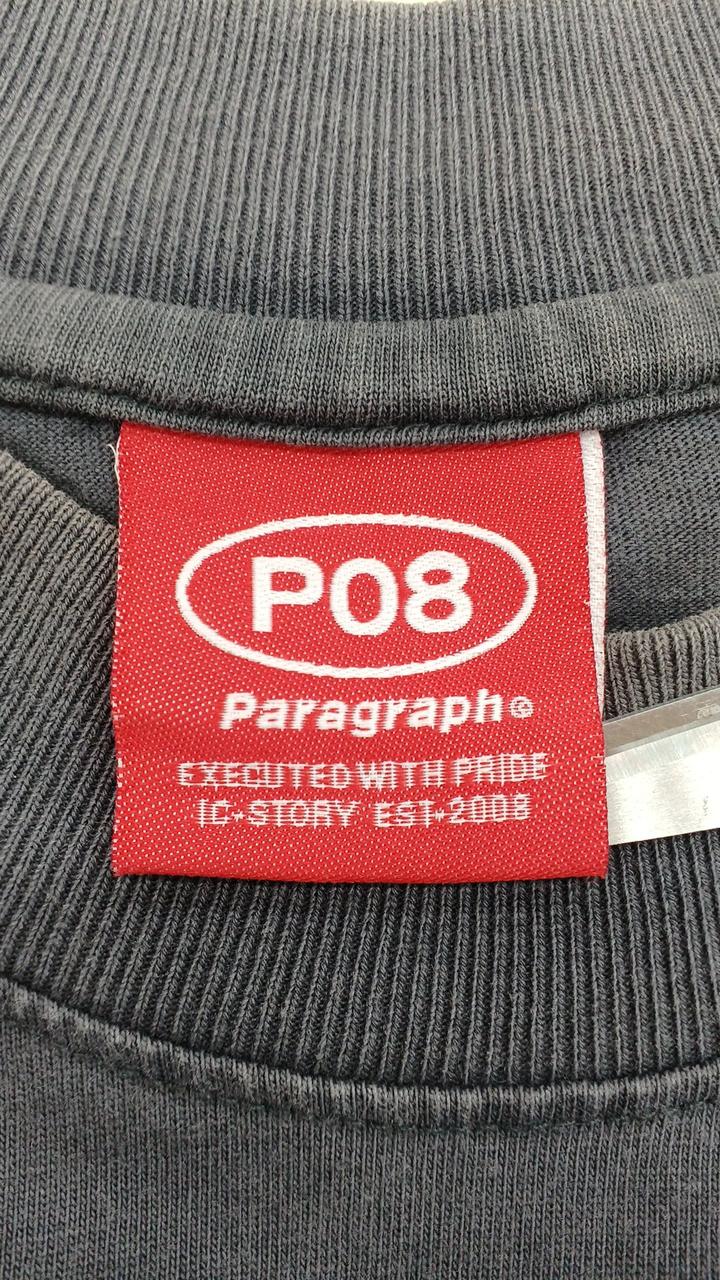 P08
Paragraph©
EXECUTED WITH PRIDE
IC★STORY EST★2008